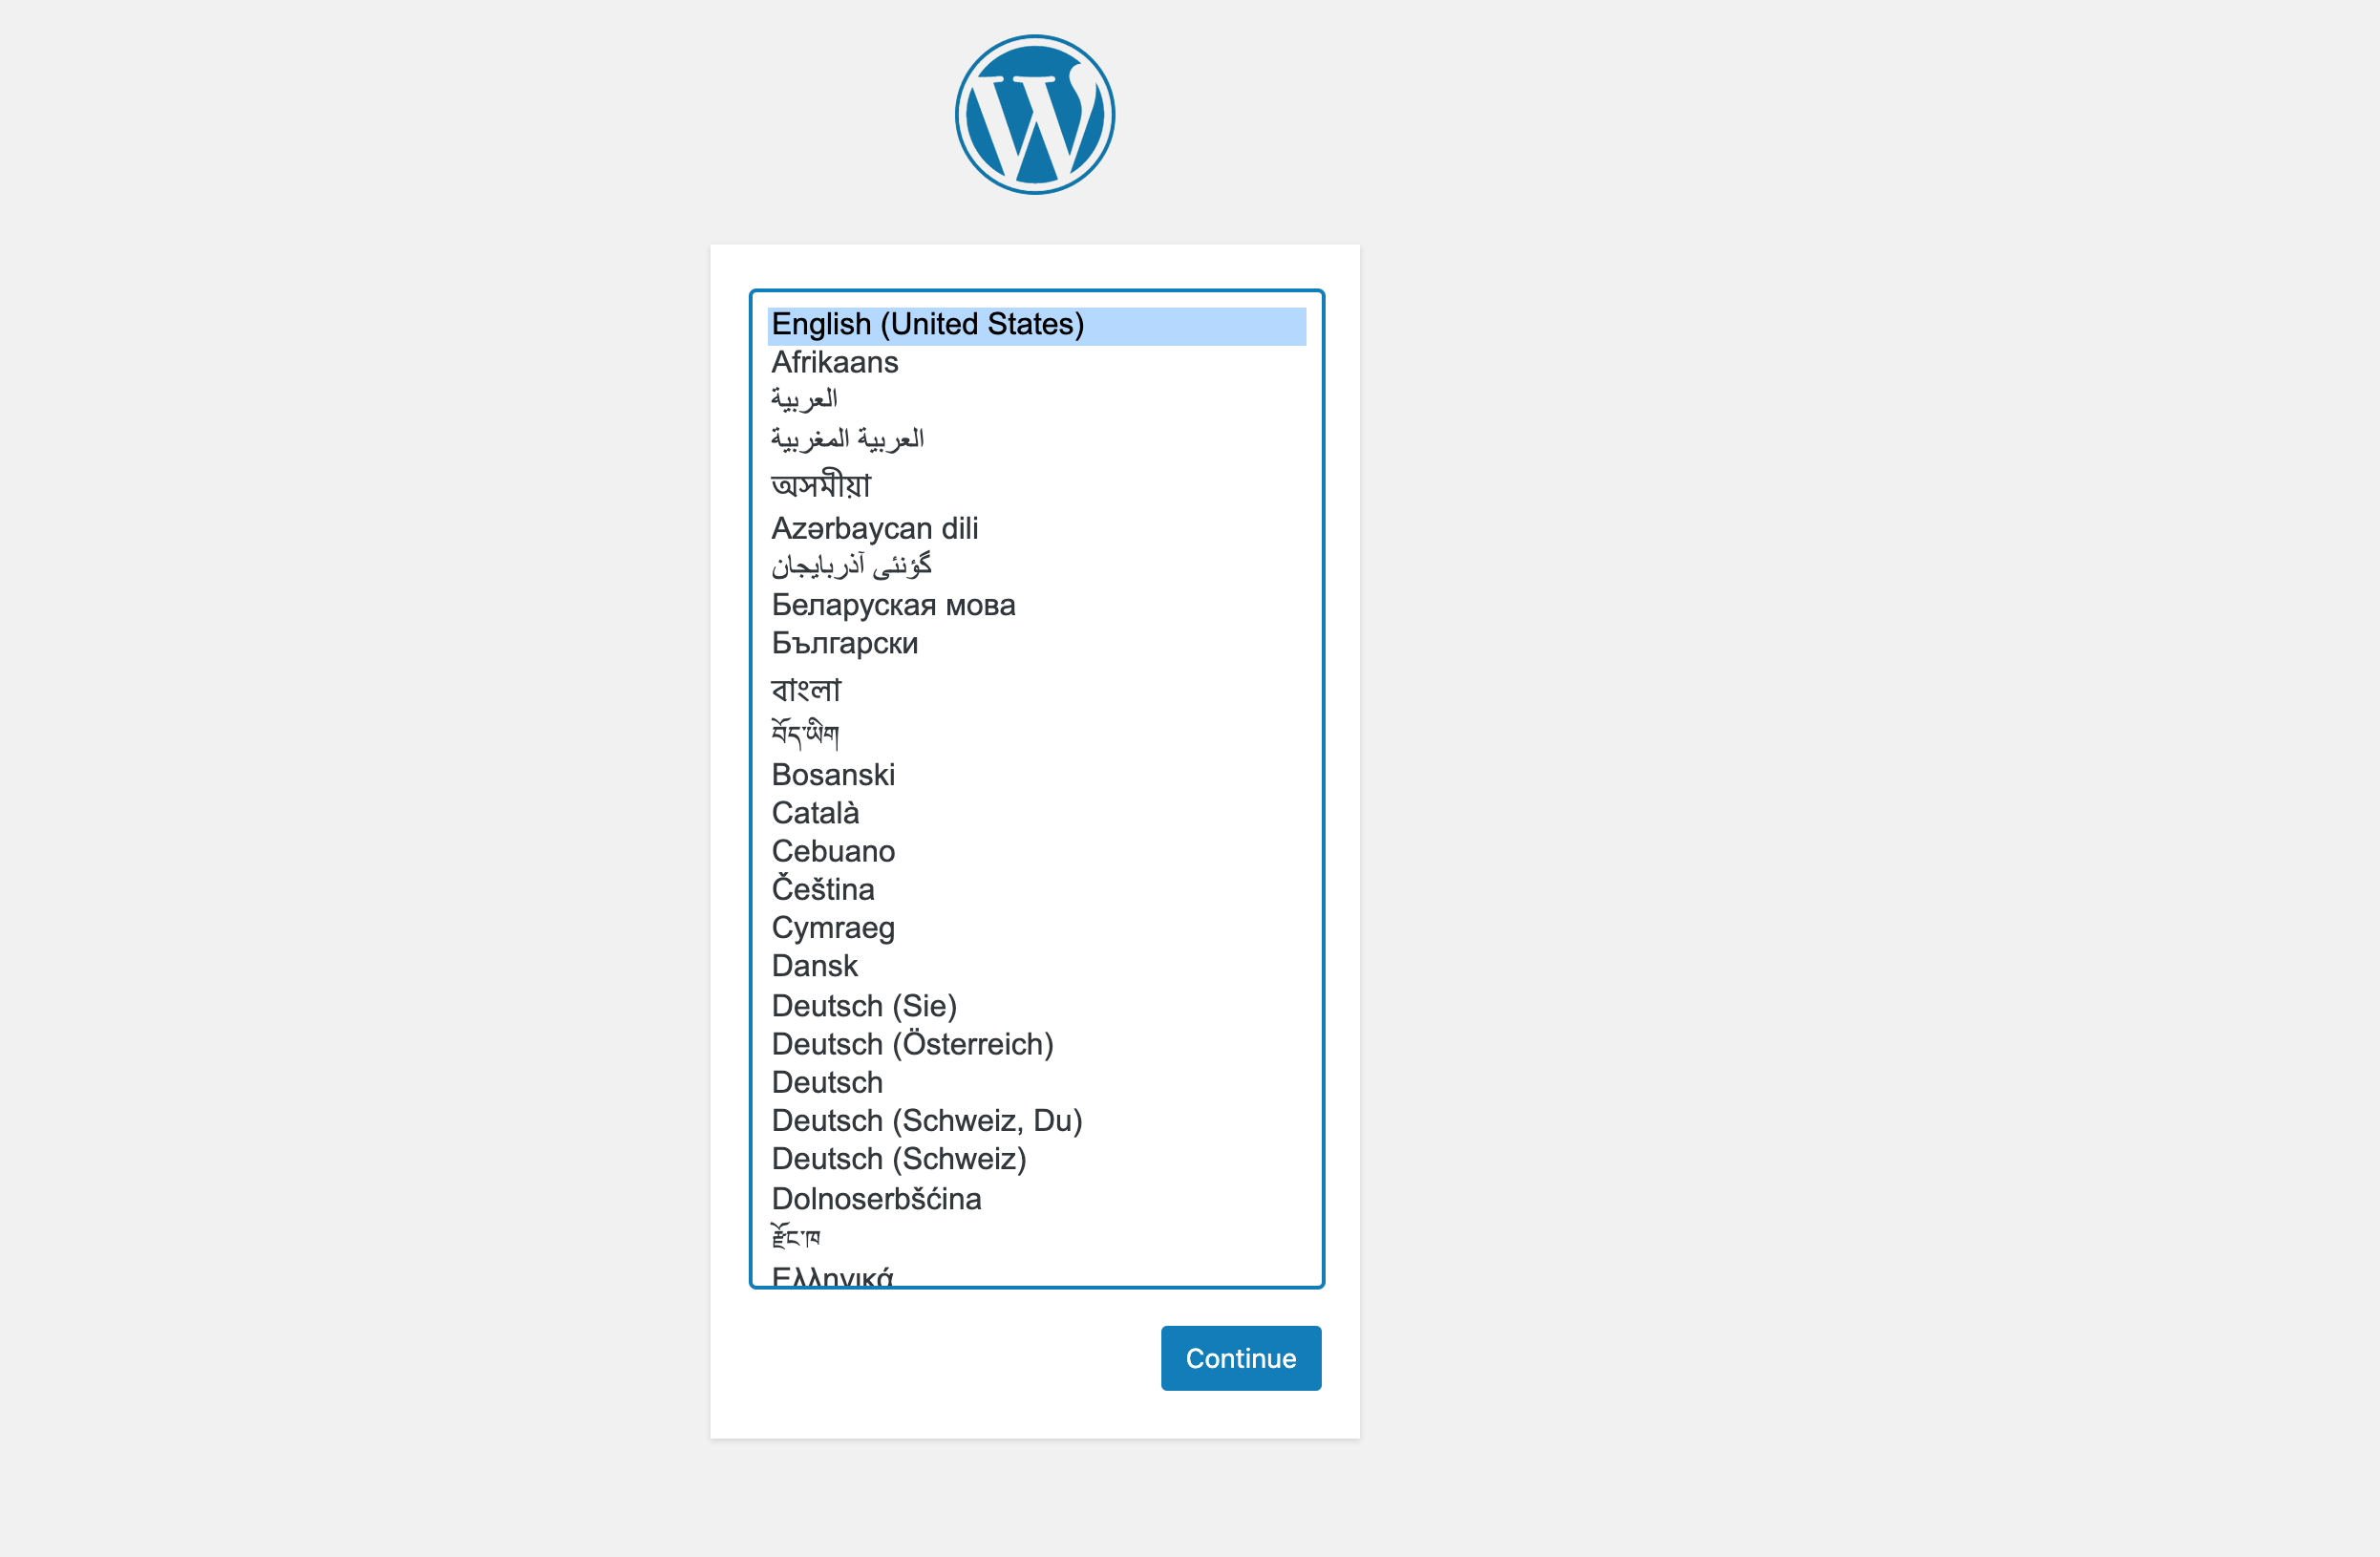 English (United States)
Afrikaans
العربية
العربية المغربية
অসমীয়া
Azərbaycan dili
گؤنئی آذربایجان
Беларуская мова
Български
বাংলা
བོད་ཡིག
Bosanski
Català
Cebuano
Čeština
Cymraeg
Dansk
Deutsch (Sie)
Deutsch (Österreich)
Deutsch
Deutsch (Schweiz, Du)
Deutsch (Schweiz)
Dolnoserbšćina
རྫོང་ཁ
Ελληνικά
Continue